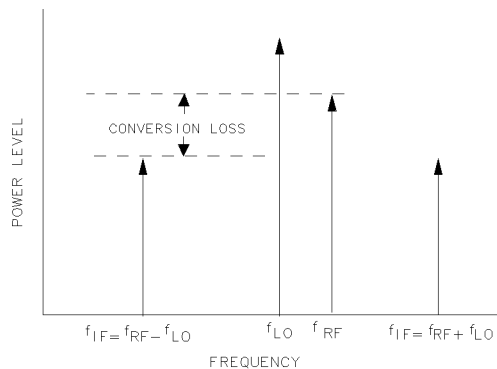 CONVERSION LOSS
POWER LEVEL
fIF= fRF– fLO
fLO
fRF
fIF= fRF+ fLO
FREQUENCY